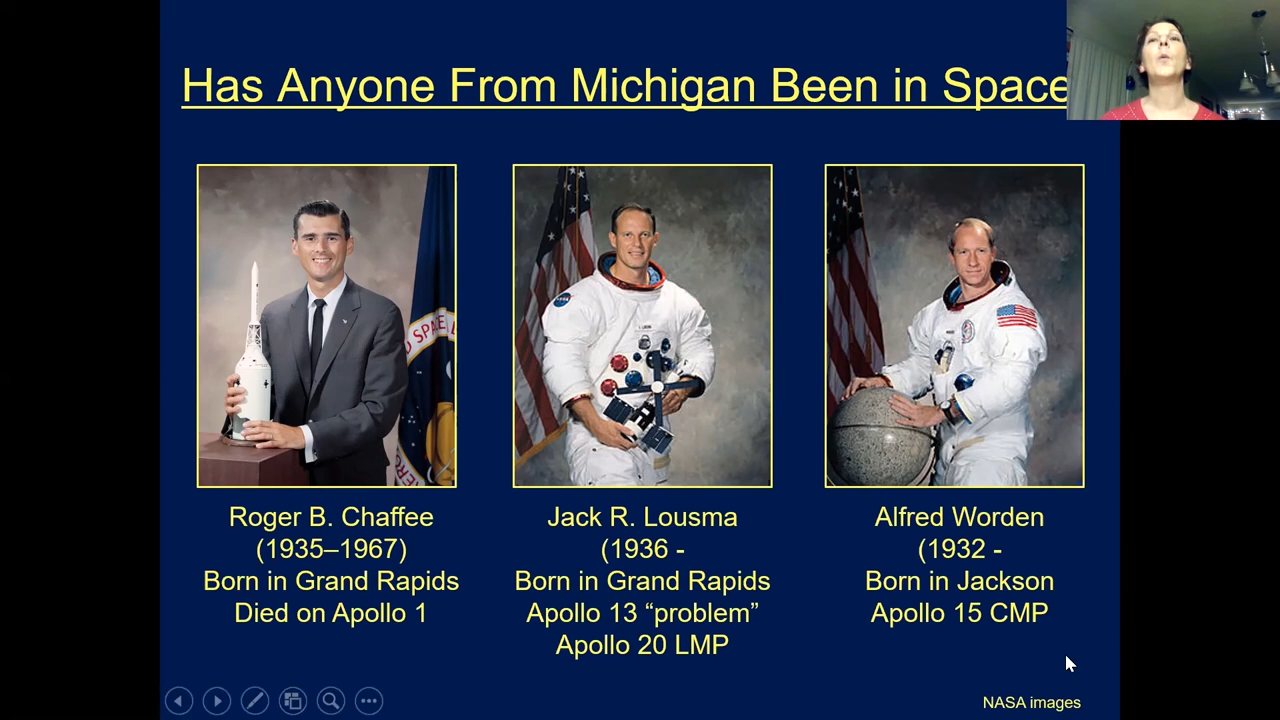 Has Anyone From Michigan Been in Space
Roger B. Chaffee
(1935–1967)
Born in Grand Rapids
Died on Apollo 1
Jack R. Lousma
(1936 -
Born in Grand Rapids
Apollo 13 “problem”
Apollo 20 LMP
Alfred Worden
(1932 -
Born in Jackson
Apollo 15 CMP
NASA images